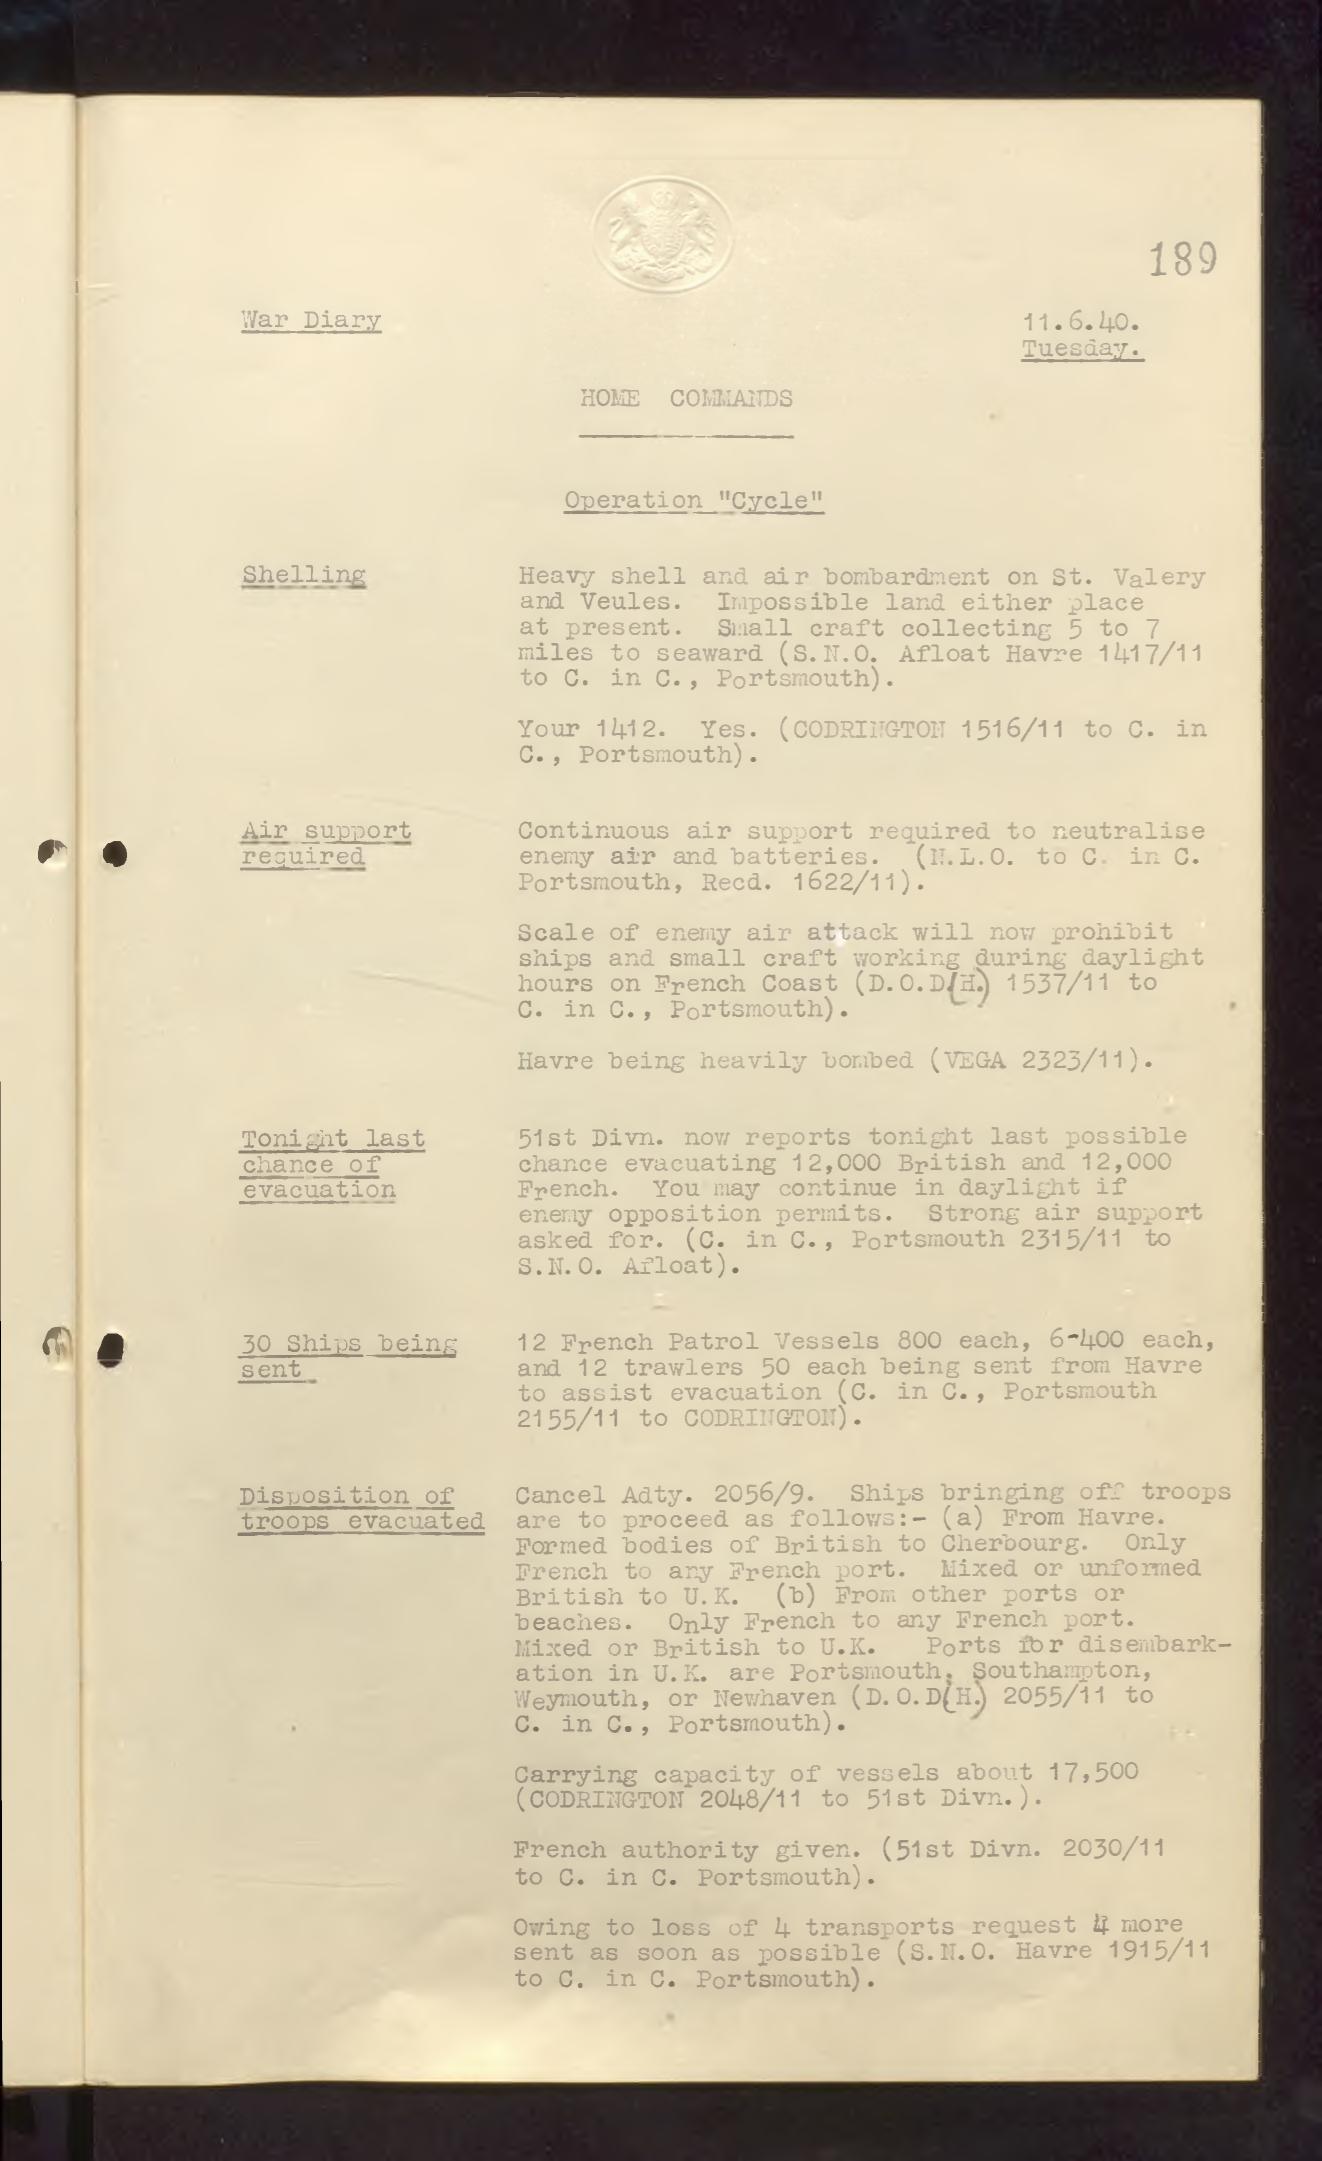 189
War Diary
11.6.40.
Tuesday.
HOME COMMANDS
Operation "Cycle"
Shelling
Heavy shell and air bombardment on St. Valery
and Veules. Impossible land either place
at present. Small craft collecting 5 to 7
miles to seaward (S.N.O. Afloat Havre 1417/11
to C. in C., Portsmouth).
Your 1412. Yes. (CODRINGTON 1516/11 to C. in
C., Portsmouth).
Air support
required
Continuous air support required to neutralise
enemy air and batteries. (N.L.O. to C. in C.
Portsmouth, Recd. 1622/11).
Scale of enemy air attack will now prohibit
ships and small craft working during daylight
hours on French Coast (D.O.D.(H.) 1537/11 to
C. in C., Portsmouth).
Havre being heavily bombed (VEGA 2323/11).
Tonight last
chance of
evacuation
51st Divn. now reports tonight last possible
chance evacuating 12,000 British and 12,000
French. You may continue in daylight if
enemy opposition permits. Strong air support
asked for. (C. in C., Portsmouth 2315/11 to
S.N.O. Afloat).
30 Ships being
sent
12 French Patrol Vessels 800 each, 6-400 each,
and 12 trawlers 50 each being sent from Havre
to assist evacuation (C. in C., Portsmouth
2155/11 to CODRINGTON).
Disposition of
troops evacuated
Cancel Adty. 2056/9. Ships bringing off troops
are to proceed as follows:- (a) From Havre.
Formed bodies of British to Cherbourg. Only
French to any French port. Mixed or unformed
British to U.K. (b) From other ports or
beaches. Only French to any French port.
Mixed or British to U.K. Ports for disembark-
ation in U.K. are Portsmouth, Southampton,
Weymouth, or Newhaven (D.O.D.(H.) 2055/11 to
C. in C., Portsmouth).
Carrying capacity of vessels about 17,500
(CODRINGTON 2048/11 to 51st Divn.).
French authority given. (51st Divn. 2030/11
to C. in C. Portsmouth).
Owing to loss of 4 transports request 4 more
sent as soon as possible (S.N.O. Havre 1915/11
to C. in C. Portsmouth).